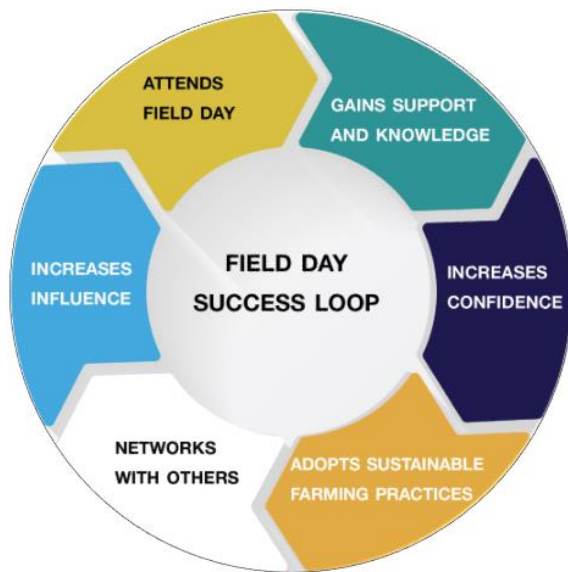 ATTENDS
FIELD DAY
GAINS SUPPORT
AND KNOWLEDGE
INCREASES
CONFIDENCE
ADOPTS SUSTAINABLE
FARMING PRACTICES
NETWORKS
WITH OTHERS
INCREASES
INFLUENCE
FIELD DAY
SUCCESS LOOP